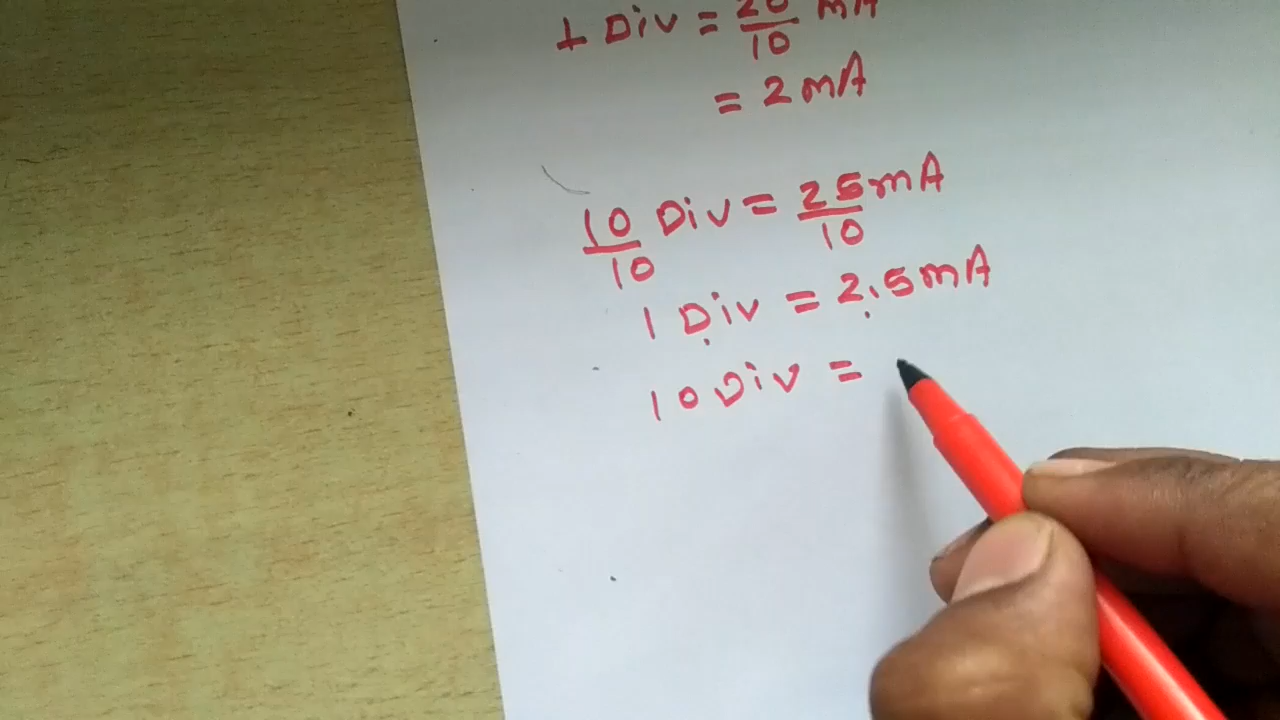 1 Div = 20/10 mA
= 2 mA
10/10 Div = 25/10 mA
1 Div = 2.5 mA
10 Div =